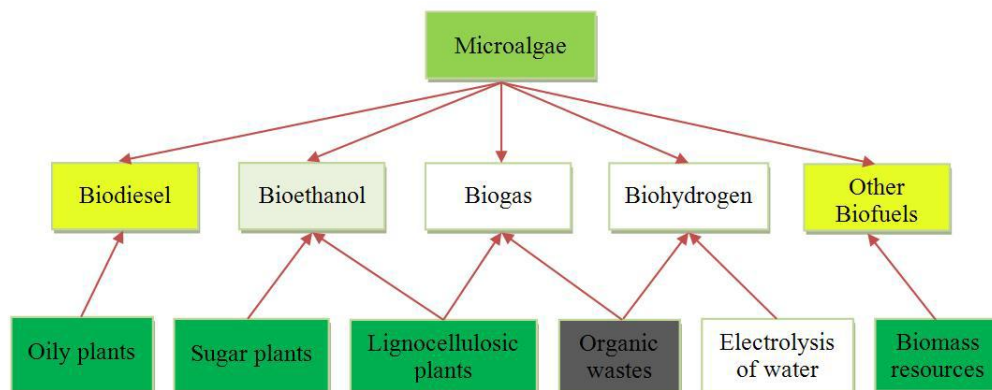 Microalgae
Biodiesel
Bioethanol
Biogas
Biohydrogen
Other
Biofuels
Oily plants
Sugar plants
Lignocellulosic
plants
Organic
wastes
Electrolysis
of water
Biomass
resources